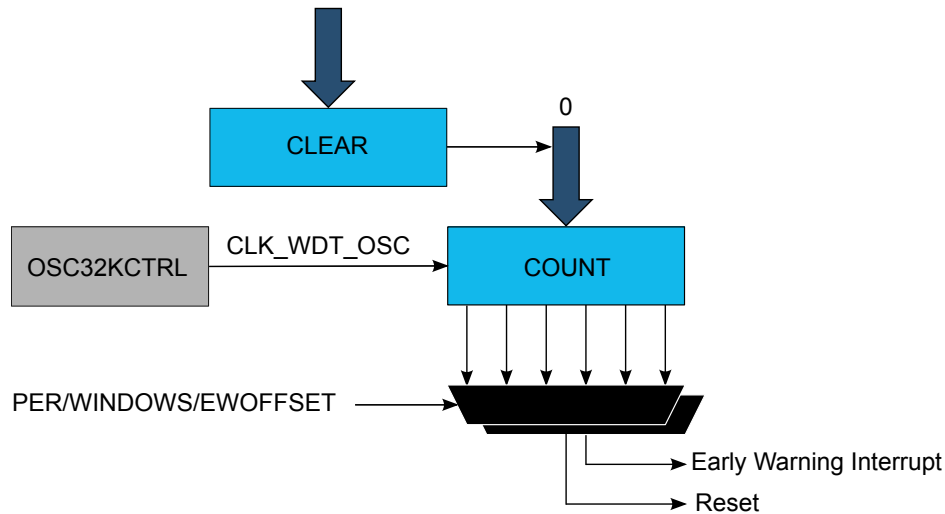 0
CLEAR
CLK_WDT_OSC
OSC32KCTRL
COUNT
PER/WINDOWS/EWOFFSET
Early Warning Interrupt
Reset